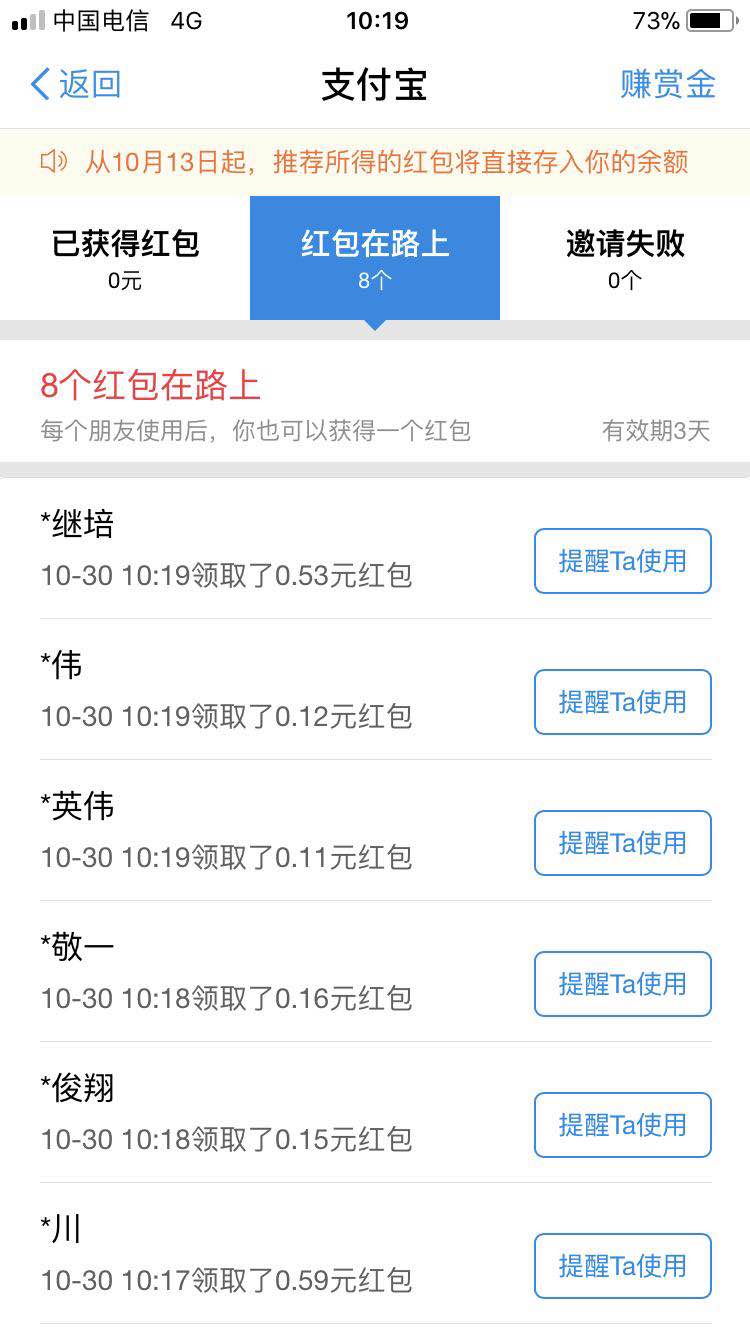 中国电信 4G 10:19 73%
返回 支付宝 赚赏金
从10月13日起，推荐所得的红包将直接存入你的余额
已获得红包 红包在路上 邀请失败
0元 8个 0个
8个红包在路上
每个朋友使用后，你也可以获得一个红包 有效期3天
*继培
10-30 10:19领取了0.53元红包 提醒Ta使用
*伟
10-30 10:19领取了0.12元红包 提醒Ta使用
*英伟
10-30 10:19领取了0.11元红包 提醒Ta使用
*敬一
10-30 10:18领取了0.16元红包 提醒Ta使用
*俊翔
10-30 10:18领取了0.15元红包 提醒Ta使用
*川
10-30 10:17领取了0.59元红包 提醒Ta使用